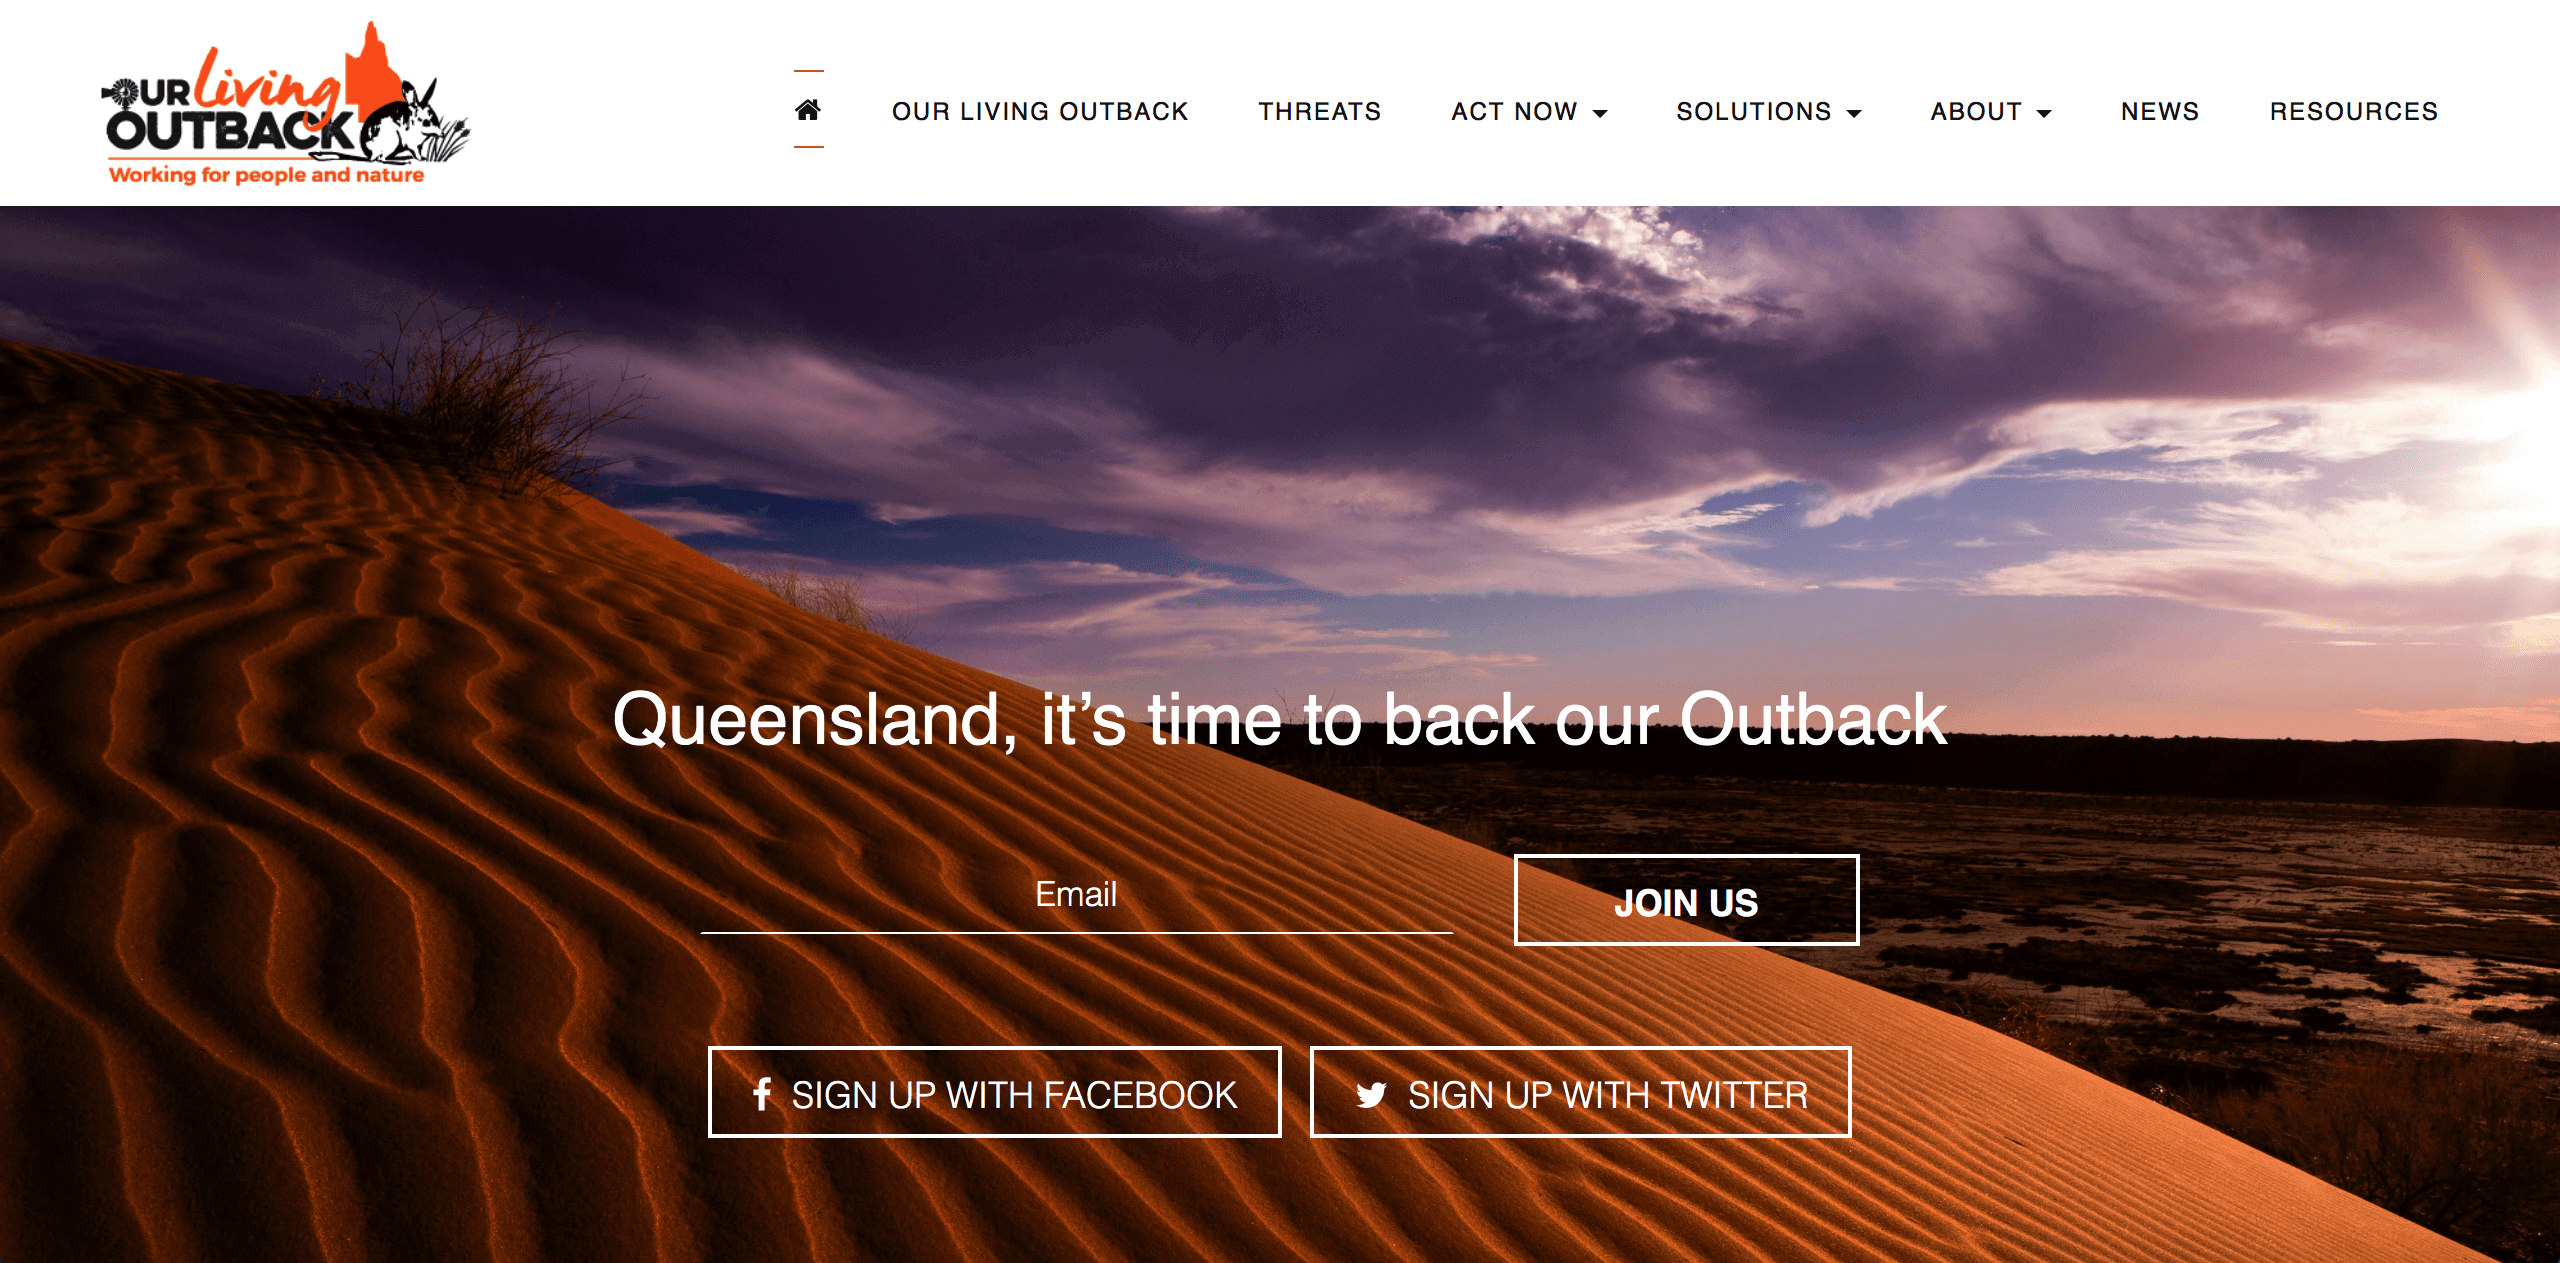 OUR living
OUTBACK
Working for people and nature
OUR LIVING OUTBACK THREATS ACT NOW SOLUTIONS ABOUT NEWS RESOURCES
Queensland, it’s time to back our Outback
Email
JOIN US
SIGN UP WITH FACEBOOK
SIGN UP WITH TWITTER